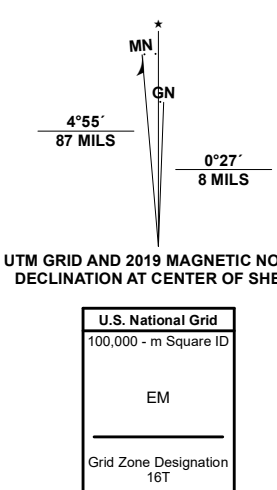 ★
MN
GN
4°55´
87 MILS
0°27´
8 MILS
UTM GRID AND 2019 MAGNETIC NO
DECLINATION AT CENTER OF SHE
U.S. National Grid
100,000 - m Square ID
EM
Grid Zone Designation
16T